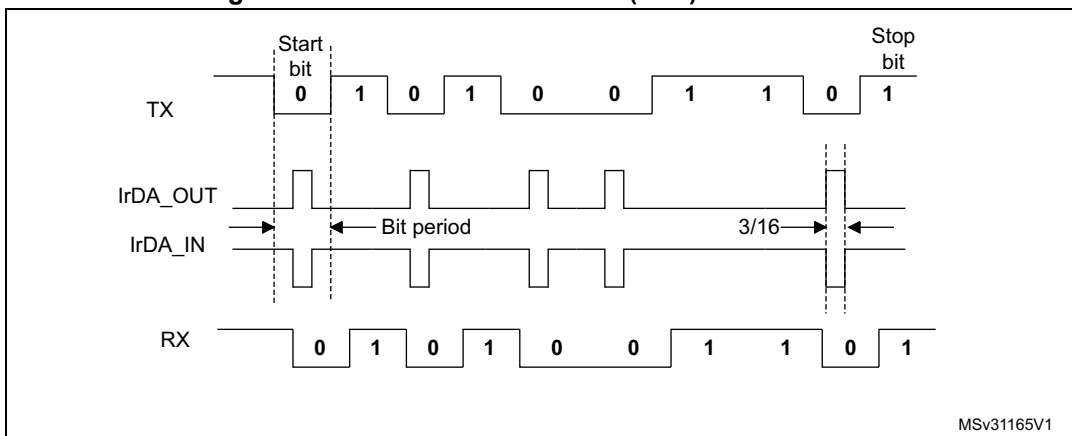 Start
bit
Stop
bit
TX
0 1 0 1 0 0 1 1 0 1
IrDA_OUT
Bit period
3/16
IrDA_IN
RX
0 1 0 1 0 0 1 1 0 1
MSv31165V1